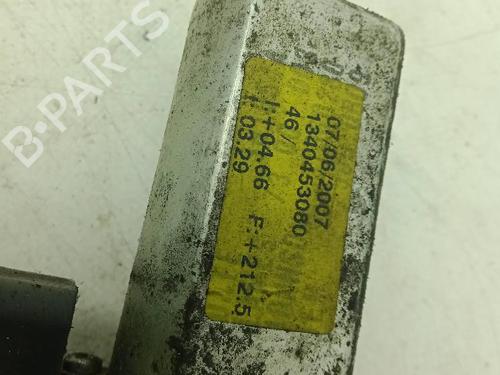 B-PARTS
07/06/2007
1340453080
46 /
I:+04.66 F:+212.5
f: 03.29